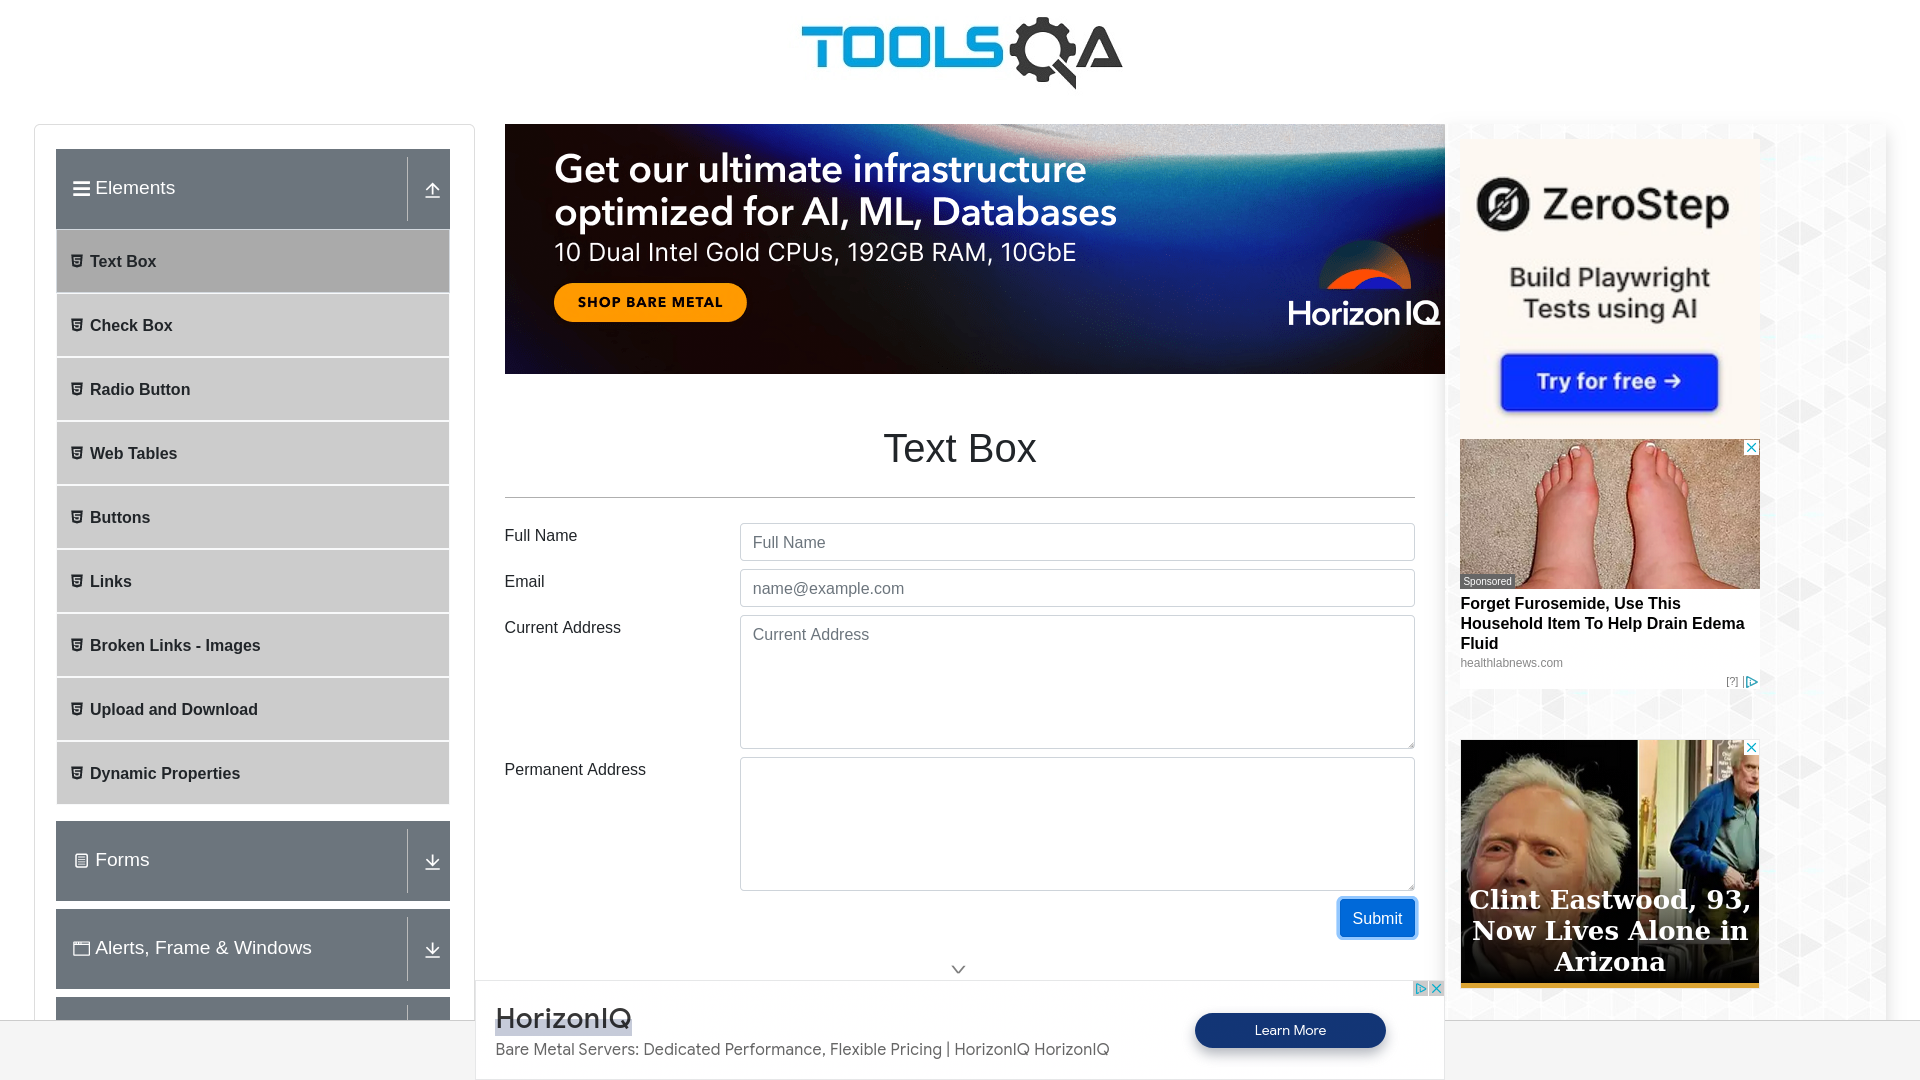 TOOLSQA
Elements
Text Box
Check Box
Radio Button
Web Tables
Buttons
Links
Broken Links - Images
Upload and Download
Dynamic Properties
Forms
Alerts, Frame & Windows
Get our ultimate infrastructure
optimized for AI, ML, Databases
10 Dual Intel Gold CPUs, 192GB RAM, 10GbE
SHOP BARE METAL
Horizon IQ
Text Box
Full Name
Full Name
Email
name@example.com
Current Address
Current Address
Permanent Address
Submit
HorizonIQ
Bare Metal Servers: Dedicated Performance, Flexible Pricing | HorizonIQ HorizonIQ
Learn More
ZeroStep
Build Playwright
Tests using AI
Try for free →
Sponsored
Forget Furosemide, Use This
Household Item To Help Drain Edema
Fluid
healthlabnews.com
[?]
Clint Eastwood, 93,
Now Lives Alone in
Arizona